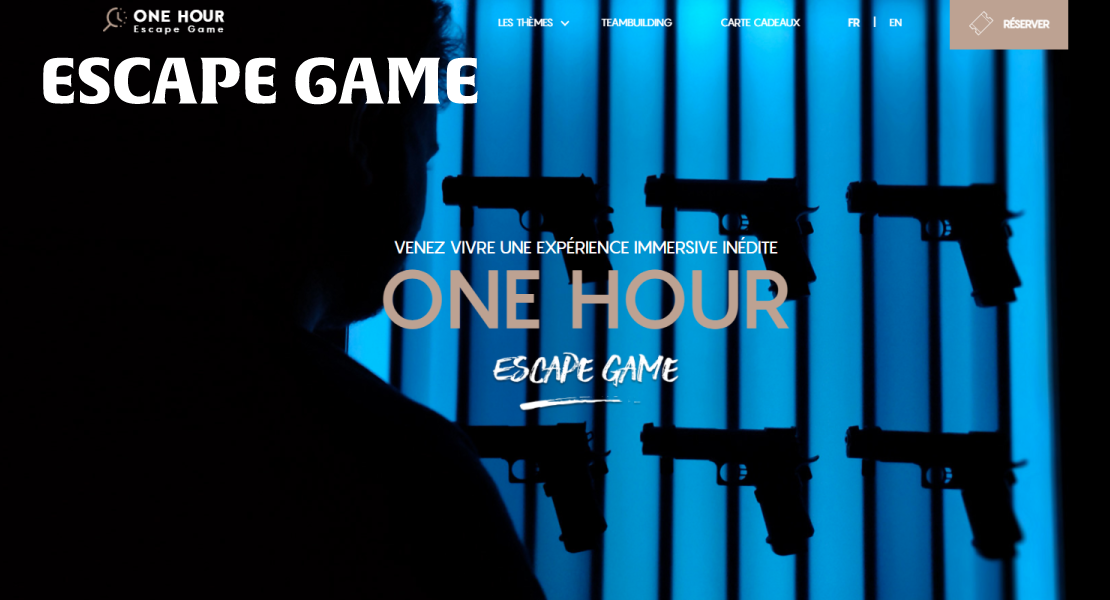 ONE HOUR
Escape Game
LES THÈMES
TEAMBUILDING
CARTE CADEAUX
FR | EN
RÉSERVER
ESCAPE GAME
VENEZ VIVRE UNE EXPÉRIENCE IMMERSIVE INÉDITE
ONE HOUR
ESCAPE GAME